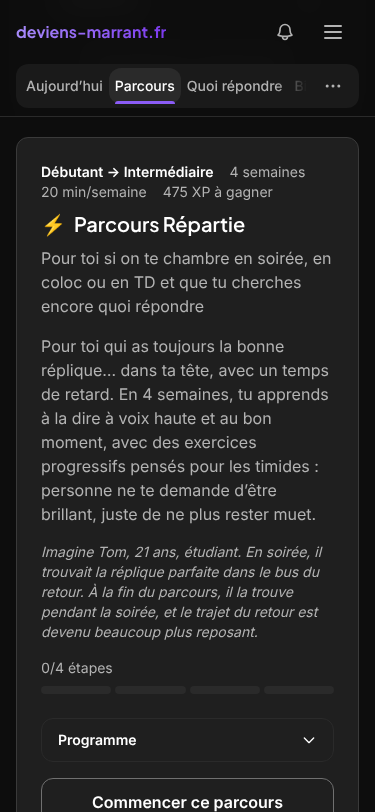 deviens-marrant.fr
Aujourd'hui Parcours Quoi répondre
Débutant → Intermédiaire 4 semaines
20 min/semaine 475 XP à gagner
⚡ Parcours Répartie
Pour toi si on te chambre en soirée, en
coloc ou en TD et que tu cherches
encore quoi répondre
Pour toi qui as toujours la bonne
réplique… dans ta tête, avec un temps
de retard. En 4 semaines, tu apprends
à la dire à voix haute et au bon
moment, avec des exercices
progressifs pensés pour les timides :
personne ne te demande d'être
brillant, juste de ne plus rester muet.
Imagine Tom, 21 ans, étudiant. En soirée, il
trouvait la réplique parfaite dans le bus du
retour. À la fin du parcours, il la trouve
pendant la soirée, et le trajet du retour est
devenu beaucoup plus reposant.
0/4 étapes
Programme
Commencer ce parcours